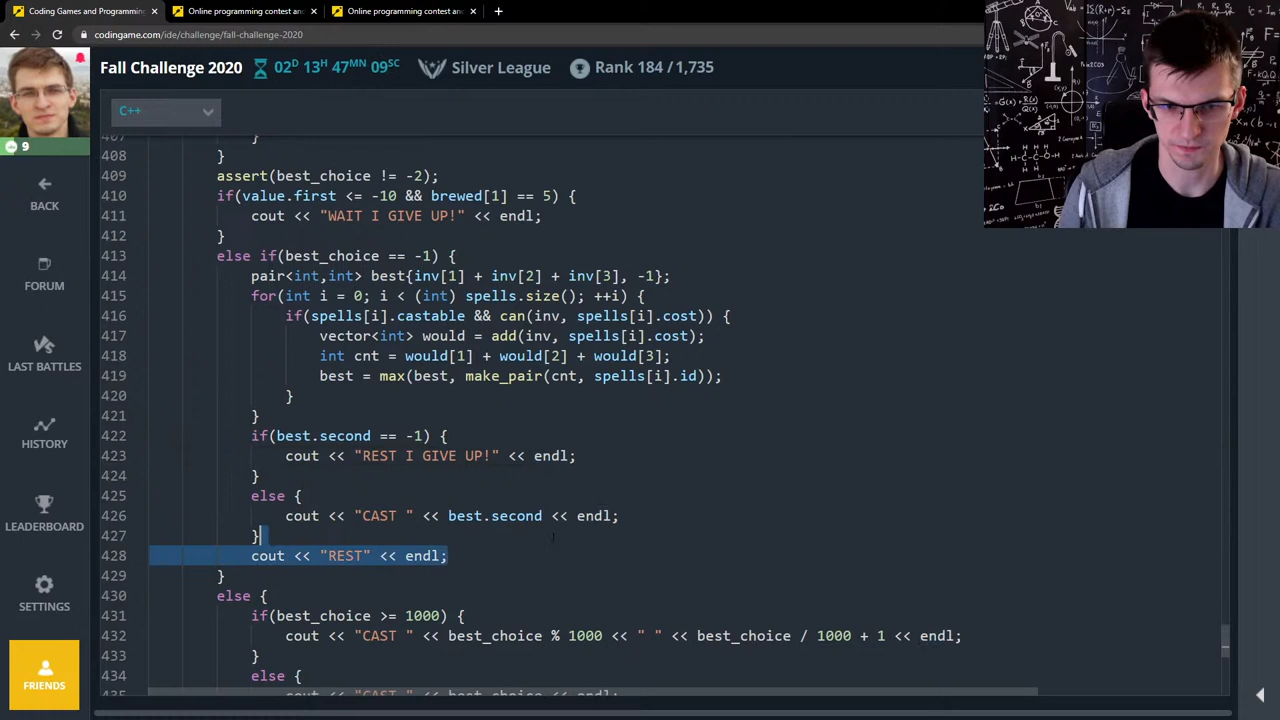 Coding Games and Programming
Online programming contest and
Online programming contest and
codingame.com/ide/challenge/fall-challenge-2020
Fall Challenge 2020
02D 13H 47MN 09SC
Silver League
Rank 184 / 1,735
9
BACK
FORUM
LAST BATTLES
HISTORY
LEADERBOARD
SETTINGS
FRIENDS
C++
407 }
408 }
409 assert(best_choice != -2);
410 if(value.first <= -10 && brewed[1] == 5) {
411 cout << "WAIT I GIVE UP!" << endl;
412 }
413 else if(best_choice == -1) {
414 pair<int,int> best{inv[1] + inv[2] + inv[3], -1};
415 for(int i = 0; i < (int) spells.size(); ++i) {
416 if(spells[i].castable && can(inv, spells[i].cost)) {
417 vector<int> would = add(inv, spells[i].cost);
418 int cnt = would[1] + would[2] + would[3];
419 best = max(best, make_pair(cnt, spells[i].id));
420 }
421 }
422 if(best.second == -1) {
423 cout << "REST I GIVE UP!" << endl;
424 }
425 else {
426 cout << "CAST " << best.second << endl;
427 }
428 cout << "REST" << endl;
429 }
430 else {
431 if(best_choice >= 1000) {
432 cout << "CAST " << best_choice % 1000 << " " << best_choice / 1000 + 1 << endl;
433 }
434 else {
435 cout << "CAST " << best_choice << endl;